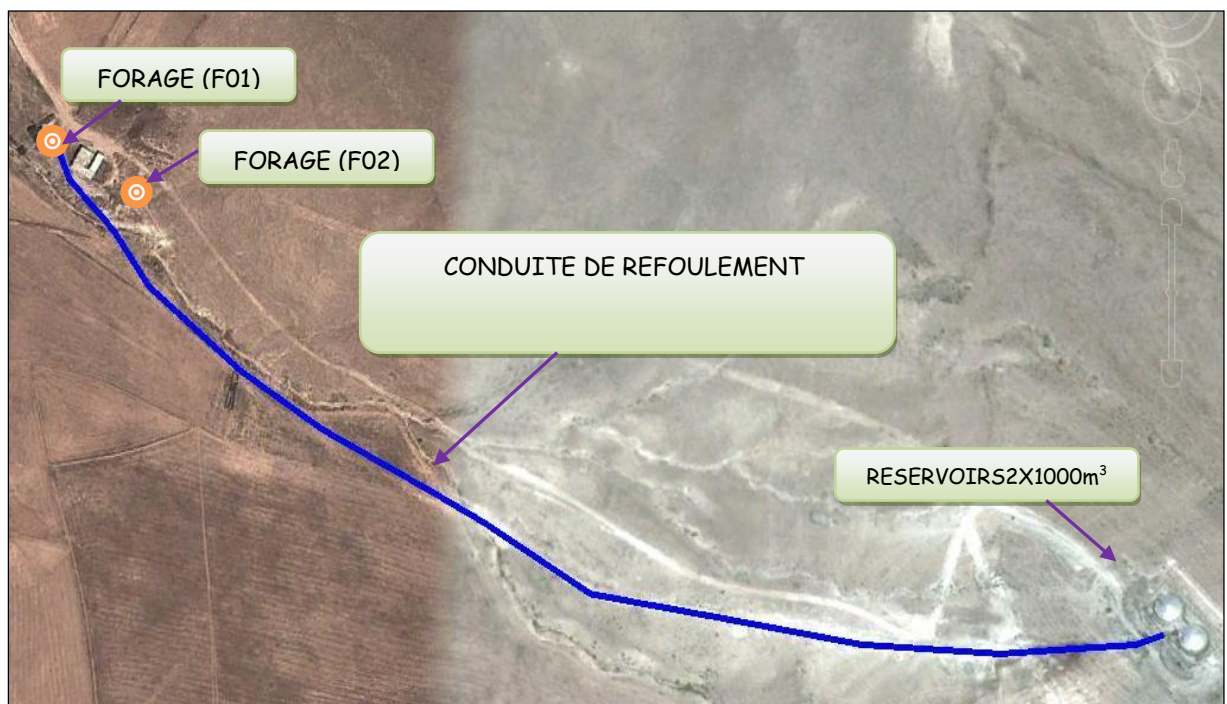 FORAGE (F01)
FORAGE (F02)
CONDUITE DE REFOULEMENT
RESERVOIRS2X1000m³